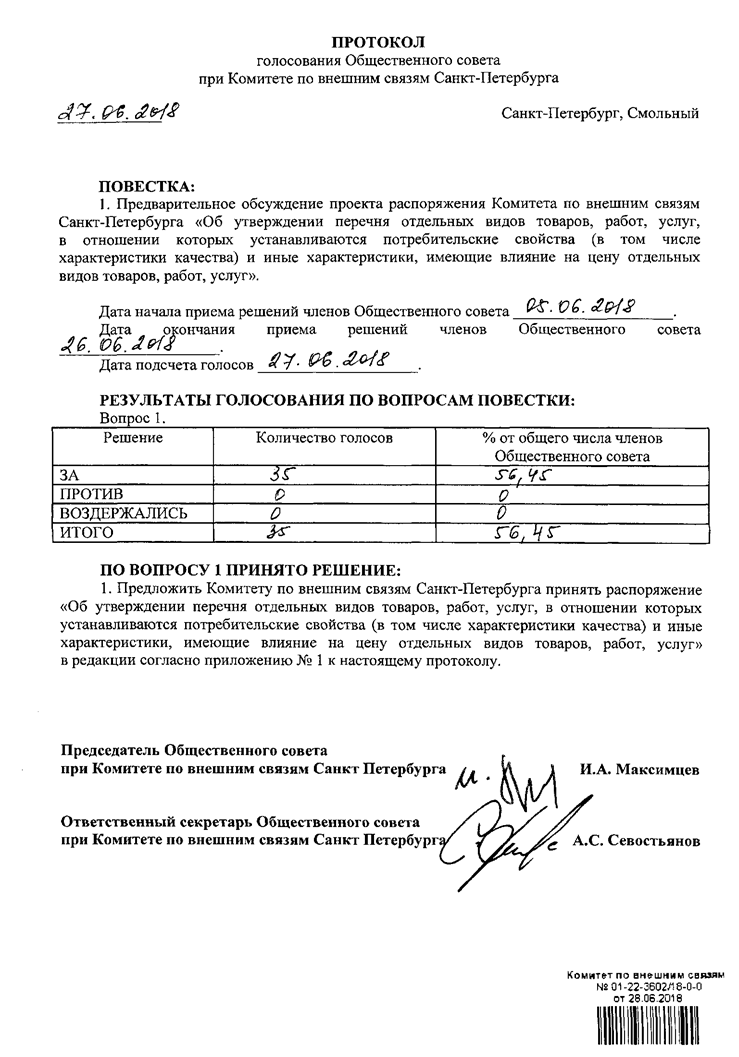 ПРОТОКОЛ
голосования Общественного совета
при Комитете по внешним связям Санкт-Петербурга
27.06.2018
Санкт-Петербург, Смольный
ПОВЕСТКА:
1. Предварительное обсуждение проекта распоряжения Комитета по внешним связям
Санкт-Петербурга «Об утверждении перечня отдельных видов товаров, работ, услуг,
в отношении которых устанавливаются потребительские свойства (в том числе
характеристики качества) и иные характеристики, имеющие влияние на цену отдельных
видов товаров, работ, услуг».
Дата начала приема решений членов Общественного совета 05.06.2018.
Дата окончания приема решений членов Общественного совета
26.06.2018.
Дата подсчета голосов 27.06.2018.
РЕЗУЛЬТАТЫ ГОЛОСОВАНИЯ ПО ВОПРОСАМ ПОВЕСТКИ:
Вопрос 1.
Решение Количество голосов % от общего числа членов
Общественного совета
ЗА 35 56,45
ПРОТИВ 0 0
ВОЗДЕРЖАЛИСЬ 0 0
ИТОГО 35 56,45
ПО ВОПРОСУ 1 ПРИНЯТО РЕШЕНИЕ:
1. Предложить Комитету по внешним связям Санкт-Петербурга принять распоряжение
«Об утверждении перечня отдельных видов товаров, работ, услуг, в отношении которых
устанавливаются потребительские свойства (в том числе характеристики качества) и иные
характеристики, имеющие влияние на цену отдельных видов товаров, работ, услуг»
в редакции согласно приложению № 1 к настоящему протоколу.
Председатель Общественного совета
при Комитете по внешним связям Санкт Петербурга И.А. Максимцев
Ответственный секретарь Общественного совета
при Комитете по внешним связям Санкт Петербурга А.С. Севостьянов
Комитет по внешним связям
№ 01-22-3602/18-0-0
от 28.06.2018